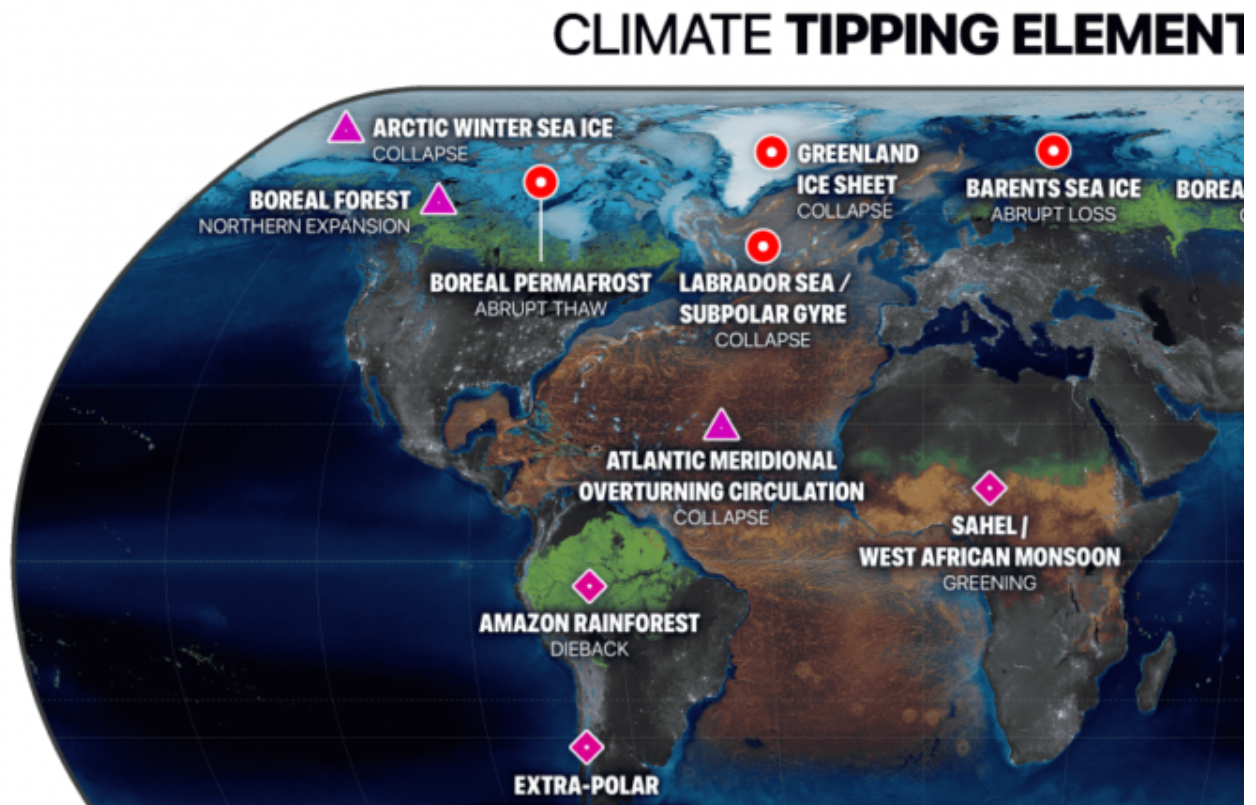 CLIMATE TIPPING ELEMENT
ARCTIC WINTER SEA ICE
COLLAPSE
BOREAL FOREST
NORTHERN EXPANSION
BOREAL PERMAFROST
ABRUPT THAW
GREENLAND
ICE SHEET
COLLAPSE
LABRADOR SEA /
SUBPOLAR GYRE
COLLAPSE
BARENTS SEA ICE
ABRUPT LOSS
BOREA
ATLANTIC MERIDIONAL
OVERTURNING CIRCULATION
COLLAPSE
SAHEL /
WEST AFRICAN MONSOON
GREENING
AMAZON RAINFOREST
DIEBACK
EXTRA-POLAR